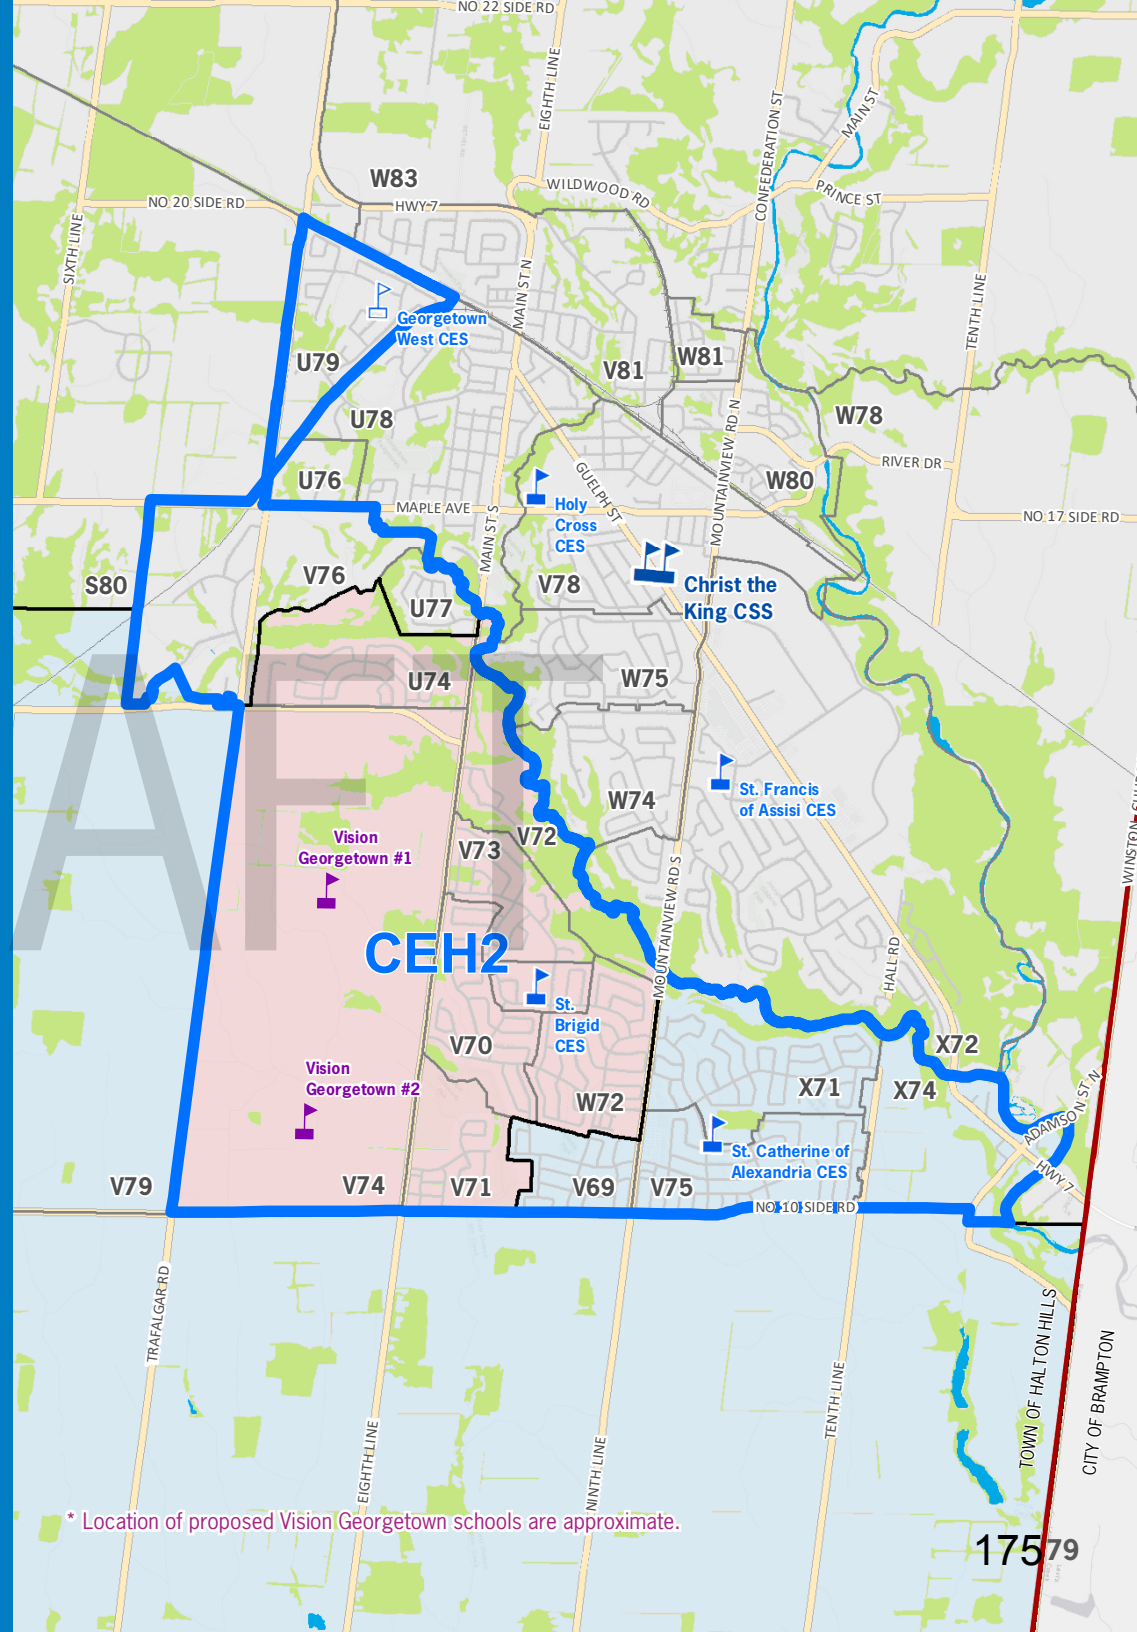 NO 22 SIDE RD
EIGHTH LINE
CONFEDERATION ST
MAIN ST
W83
WILDWOOD RD
PRINCE ST
NO 20 SIDE RD
HWY 7
SIXTH LINE
MAIN ST N
TENTH LINE
Georgetown
West CES
U79
V81
W81
U78
W78
MOUNTAINVIEW RD N
RIVER DR
U76
GUELPH ST
W80
MAPLE AVE
Holy
Cross
CES
NO 17 SIDE RD
MAIN ST S
S80
V76
V78
Christ the
King CSS
U77
U74
W75
AFT
St. Francis
of Assisi CES
W74
V72
V73
Vision
Georgetown #1
MOUNTAINVIEW RD S
WINSTON
CEH2
HALL RD
St.
Brigid
CES
V70
X72
Vision
Georgetown #2
X71
X74
W72
ADAMSON ST N
St. Catherine of
Alexandria CES
HWY 7
V79
V74
V71
V69
V75
NO 10 SIDE RD
TRAFALGAR RD
EIGHTH LINE
NINTH LINE
TENTH LINE
TOWN OF HALTON HILLS
CITY OF BRAMPTON
* Location of proposed Vision Georgetown schools are approximate.
175
79